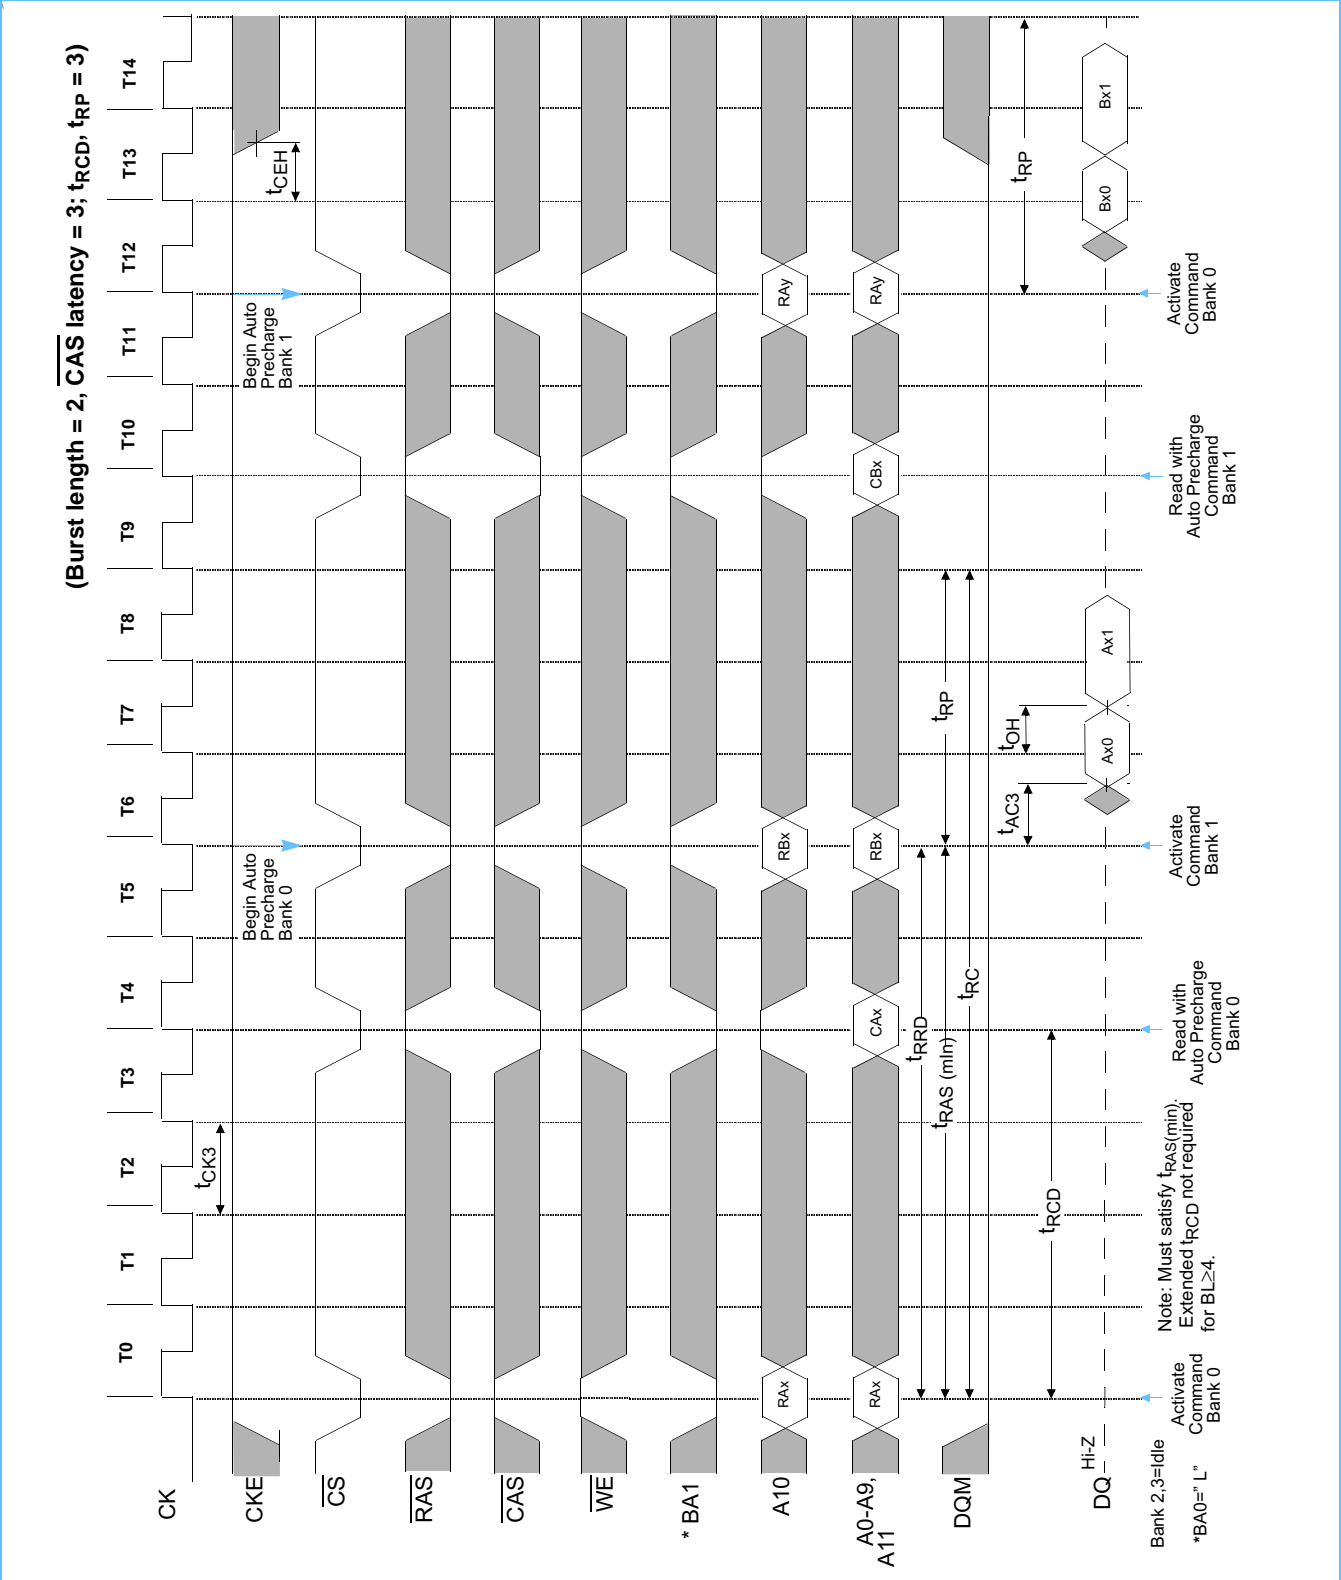 (Burst length = 2, CAS latency = 3; tRCD, tRP = 3)
T0 T1 T2 T3 T4 T5 T6 T7 T8 T9 T10 T11 T12 T13 T14
CK
tCK3
CKE
Begin Auto
Precharge
Bank 0
Begin Auto
Precharge
Bank 1
tCEH
CS
RAS
CAS
WE
* BA1
A10
RAx
RBx
RAy
A0-A9,
A11
RAx
CAx
RBx
CBx
RAy
tRRD
tRAS (mIn)
tRP
tRC
DQM
tRCD
tAC3
tOH
tRP
DQ
Hi-Z
Ax0
Ax1
Bx0
Bx1
Activate
Command
Bank 0
Read with
Auto Precharge
Command
Bank 0
Activate
Command
Bank 1
Read with
Auto Precharge
Command
Bank 1
Activate
Command
Bank 0
Note: Must satisfy tRAS(min).
Extended tRCD not required
for BL≥4.
Bank 2,3=Idle
*BA0=” L”